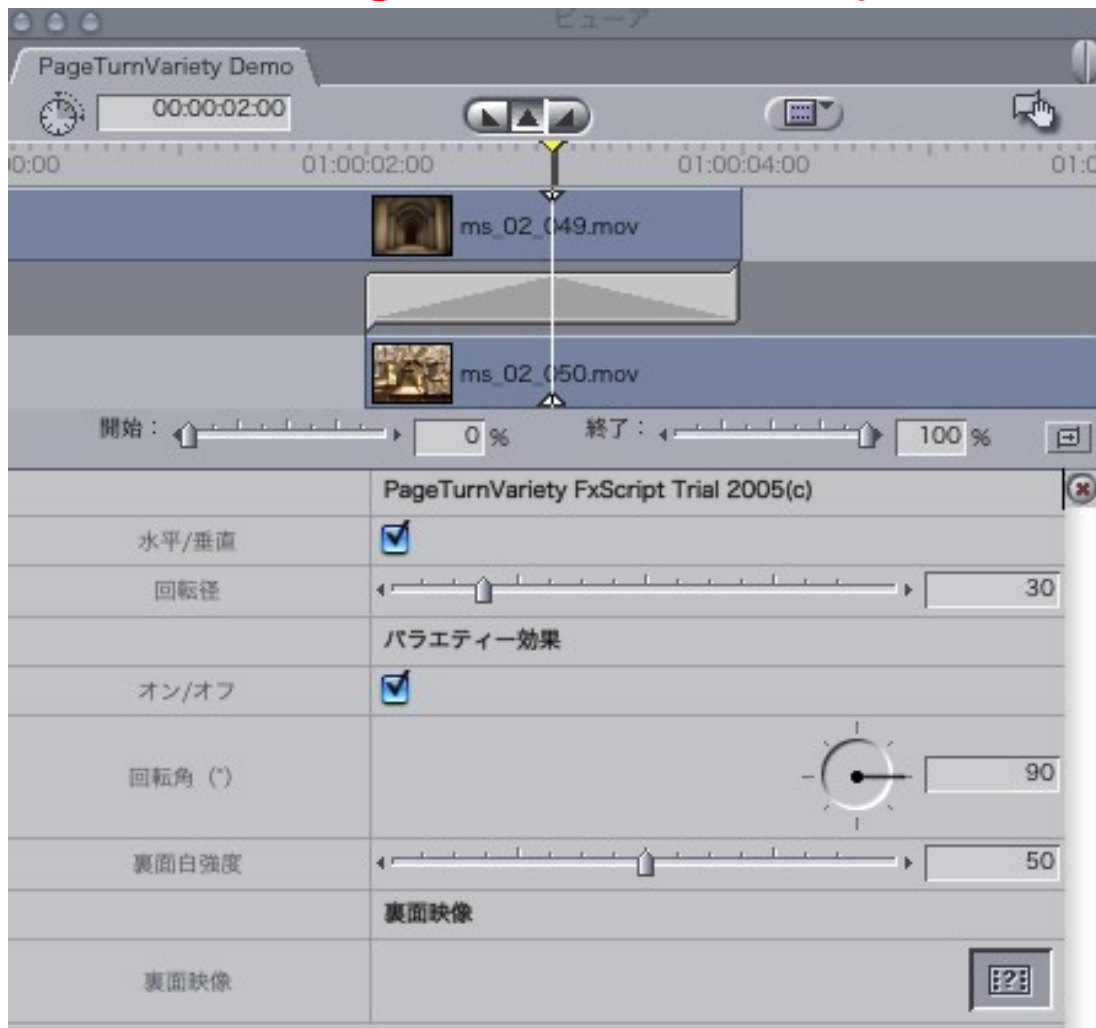 ビューア
PageTurnVariety Demo
00:00:02:00
0:00 01:00:02:00 01:00:04:00 01:0
ms_02_049.mov
ms_02_050.mov
開始： 0 % 終了： 100 %
PageTurnVariety FxScript Trial 2005(c)
水平/垂直
回転径 30
バラエティー効果
オン/オフ
回転角（°） 90
裏面白強度 50
裏面映像
裏面映像 ?